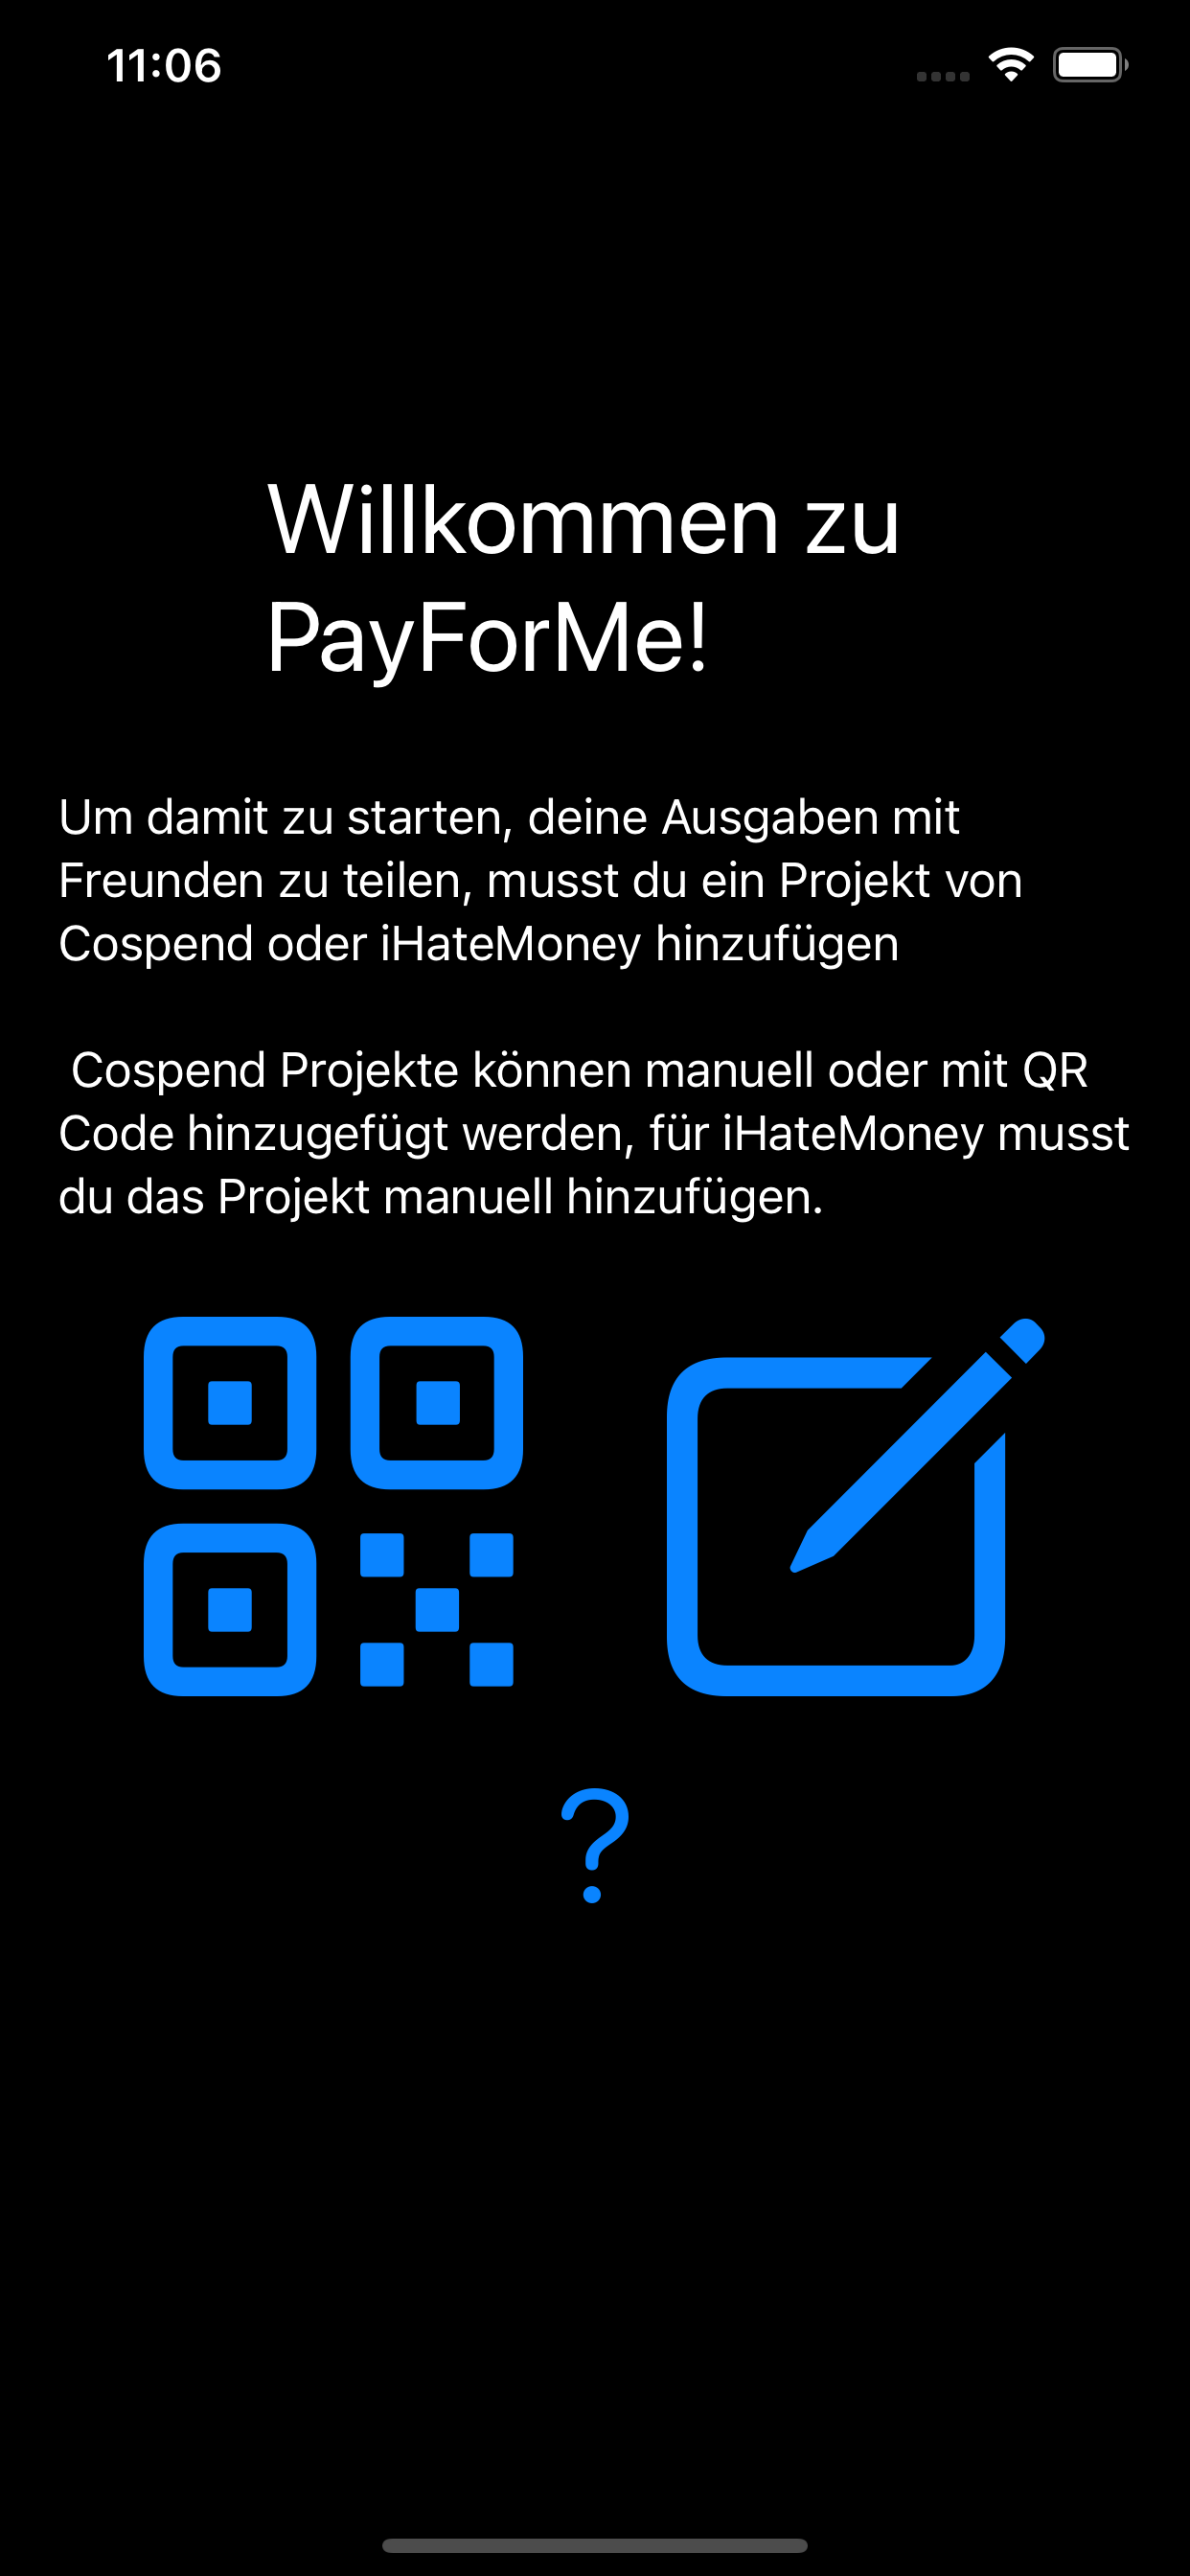 11:06
Willkommen zu
PayForMe!
Um damit zu starten, deine Ausgaben mit
Freunden zu teilen, musst du ein Projekt von
Cospend oder iHateMoney hinzufügen
Cospend Projekte können manuell oder mit QR
Code hinzugefügt werden, für iHateMoney musst
du das Projekt manuell hinzufügen.
?